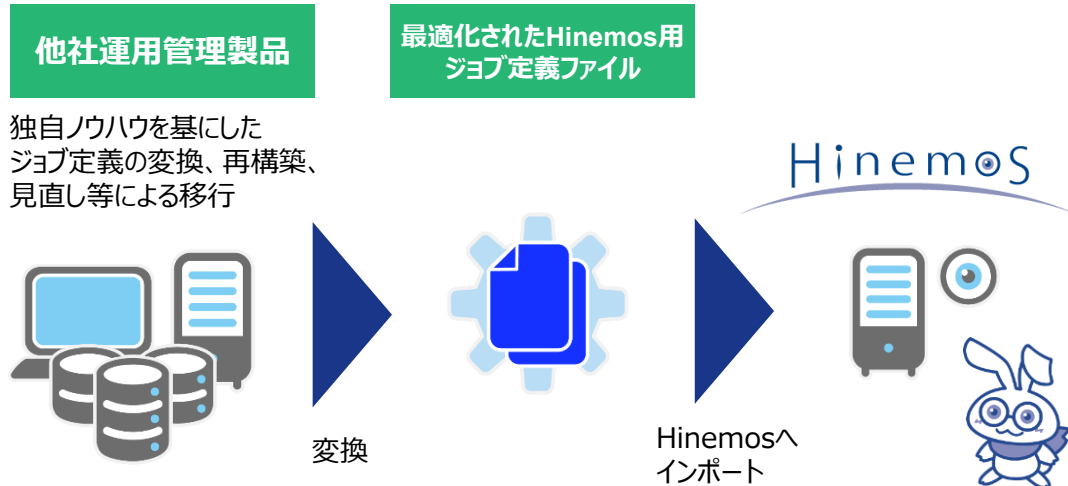 他社運用管理製品
最適化されたHinemos用
ジョブ定義ファイル
独自ノウハウを基にした
ジョブ定義の変換、再構築、
見直し等による移行
Hinemos
変換
Hinemosへ
インポート